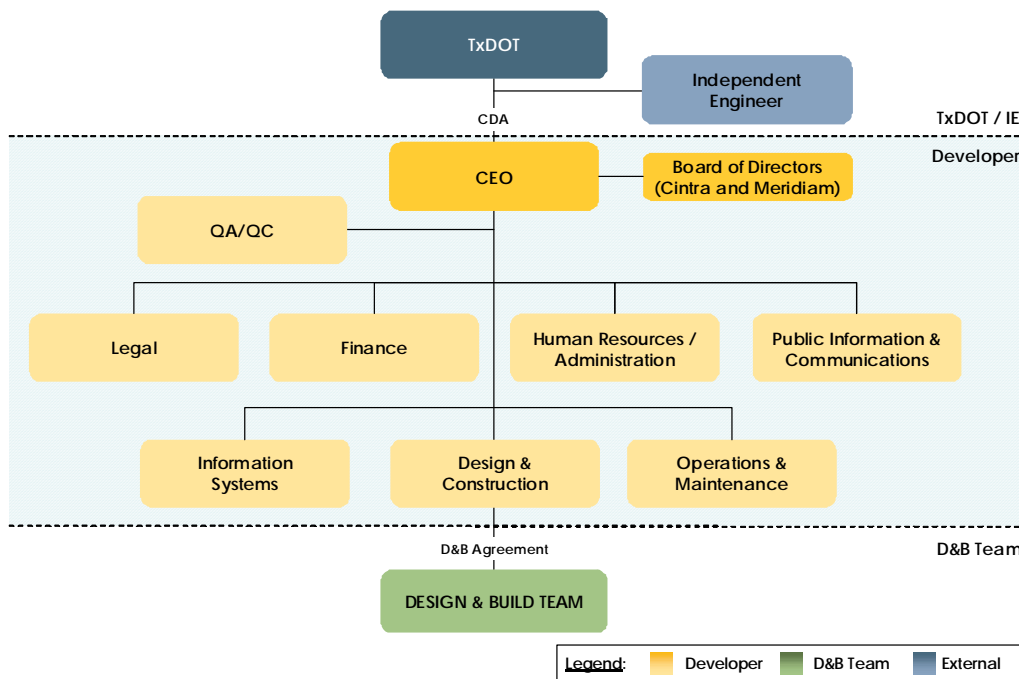 TxDOT
Independent
Engineer
CDA
TxDOT / IE
Developer
CEO
Board of Directors
(Cintra and Meridiam)
QA/QC
Legal
Finance
Human Resources /
Administration
Public Information &
Communications
Information
Systems
Design &
Construction
Operations &
Maintenance
D&B Agreement
D&B Team
DESIGN & BUILD TEAM
Legend: Developer D&B Team External